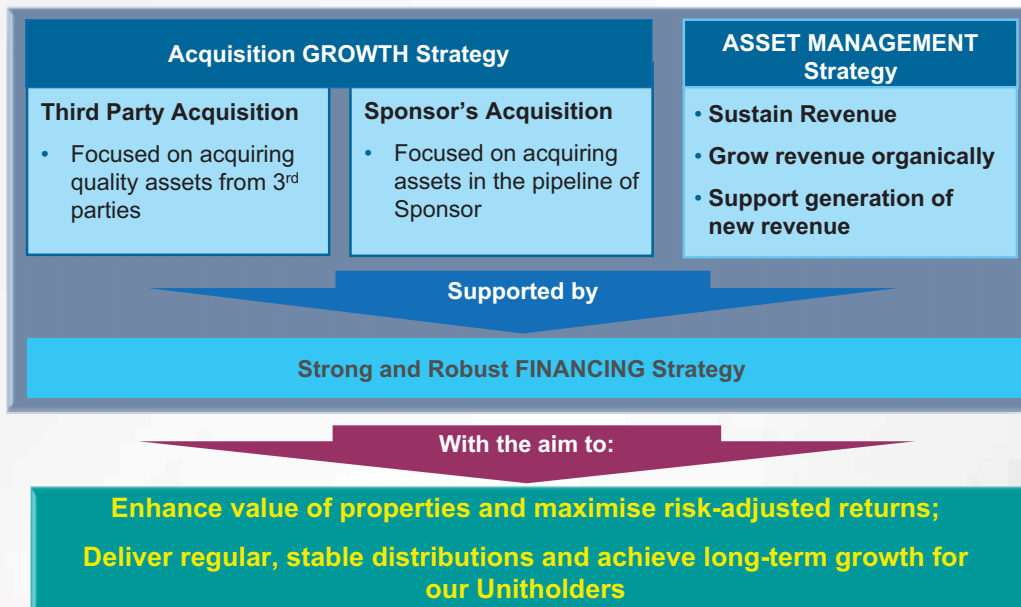 Acquisition GROWTH Strategy
Third Party Acquisition
• Focused on acquiring
quality assets from 3rd
parties
Sponsor's Acquisition
• Focused on acquiring
assets in the pipeline of
Sponsor
ASSET MANAGEMENT
Strategy
• Sustain Revenue
• Grow revenue organically
• Support generation of
new revenue
Supported by
Strong and Robust FINANCING Strategy
With the aim to:
Enhance value of properties and maximise risk-adjusted returns;
Deliver regular, stable distributions and achieve long-term growth for
our Unitholders